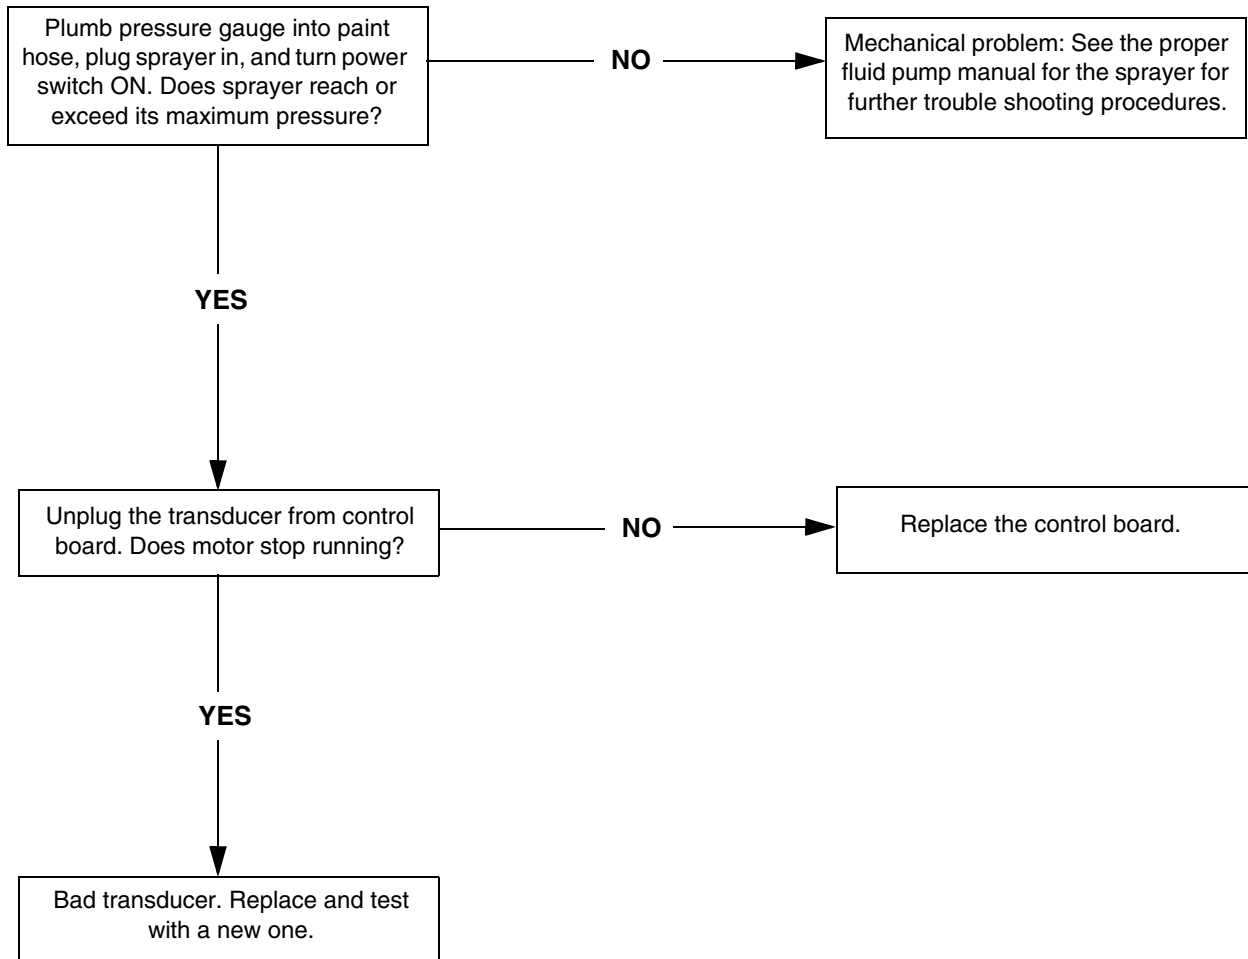 Plumb pressure gauge into paint
hose, plug sprayer in, and turn power
switch ON. Does sprayer reach or
exceed its maximum pressure?
NO
Mechanical problem: See the proper
fluid pump manual for the sprayer for
further trouble shooting procedures.
YES
Unplug the transducer from control
board. Does motor stop running?
NO
Replace the control board.
YES
Bad transducer. Replace and test
with a new one.